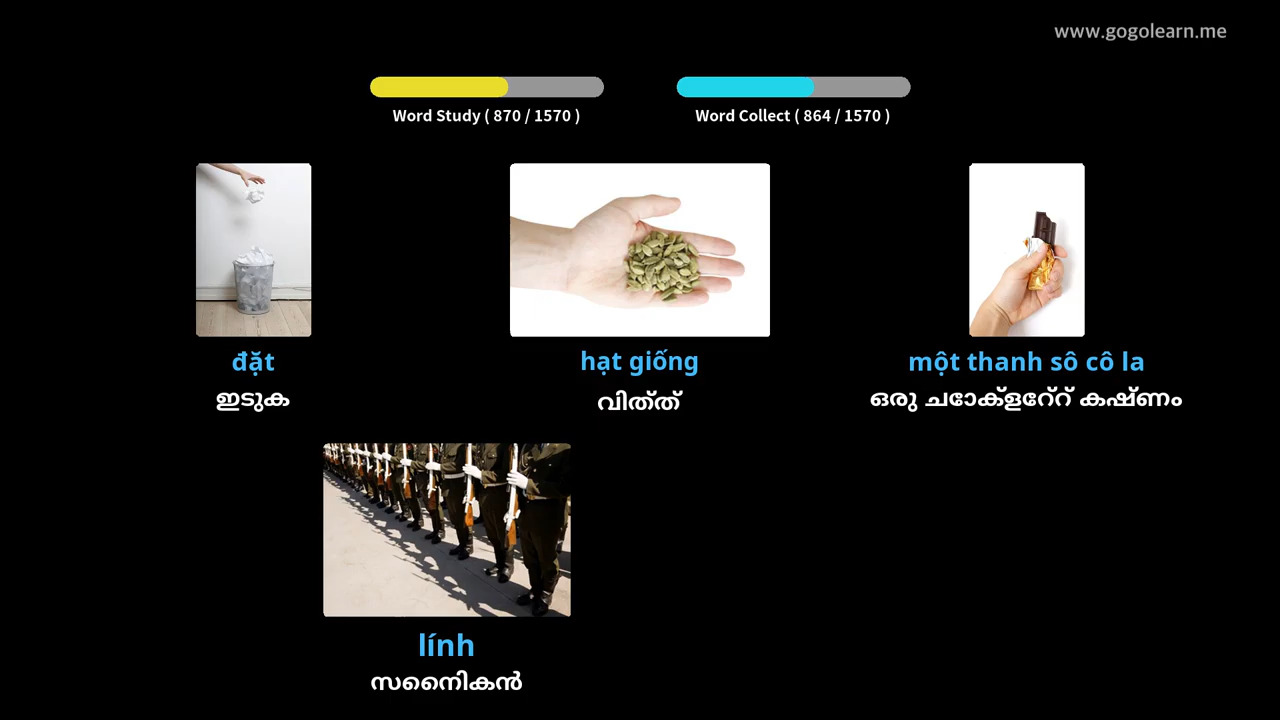 www.gogolearn.me
Word Study ( 870 / 1570 )
Word Collect ( 864 / 1570 )
đặt
ഇടുക
hạt giống
വിത്ത്
một thanh sô cô la
ഒരു ചോക്ളേറ്റ് കഷ്ണം
lính
സൈനികൻ